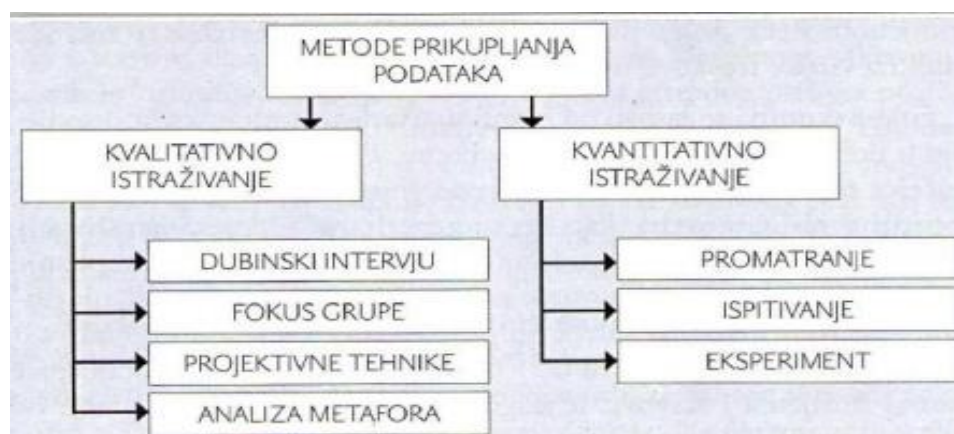 METODE PRIKUPLJANJA
PODATAKA
KVALITATIVNO
ISTRAŽIVANJE
KVANTITATIVNO
ISTRAŽIVANJE
DUBINSKI INTERVJU
FOKUS GRUPE
PROJEKTIVNE TEHNIKE
ANALIZA METAFORA
PROMATRANJE
ISPITIVANJE
EKSPERIMENT